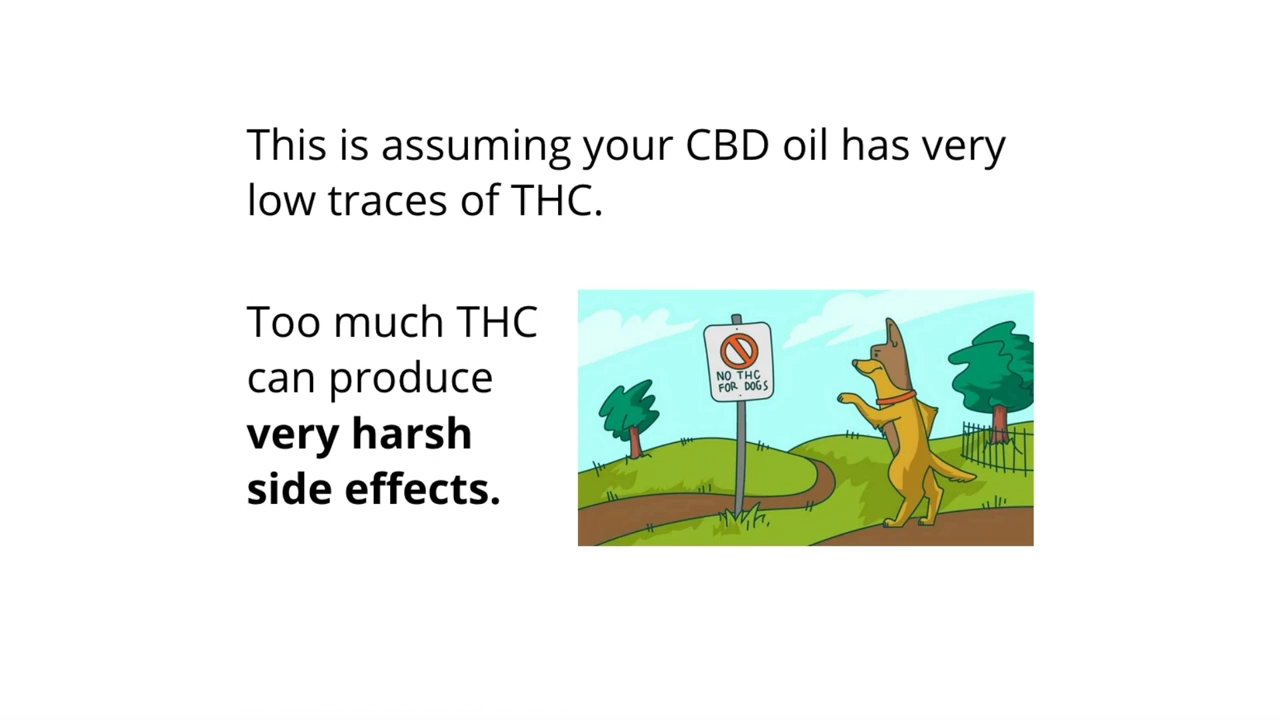 This is assuming your CBD oil has very
low traces of THC.
Too much THC
can produce
very harsh
side effects.
NO THC
FOR DOGS